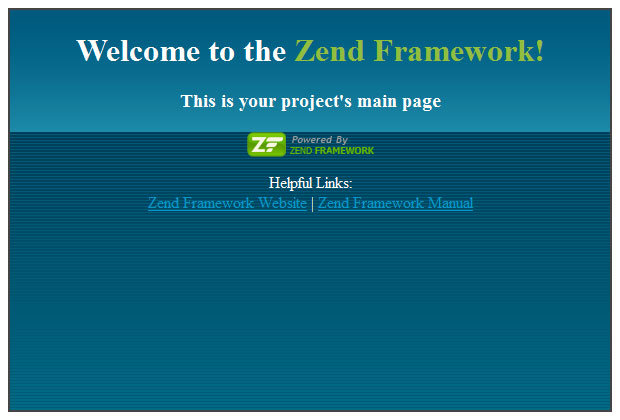 Welcome to the Zend Framework!
This is your project's main page
ZF Powered By
ZEND FRAMEWORK
Helpful Links:
Zend Framework Website | Zend Framework Manual